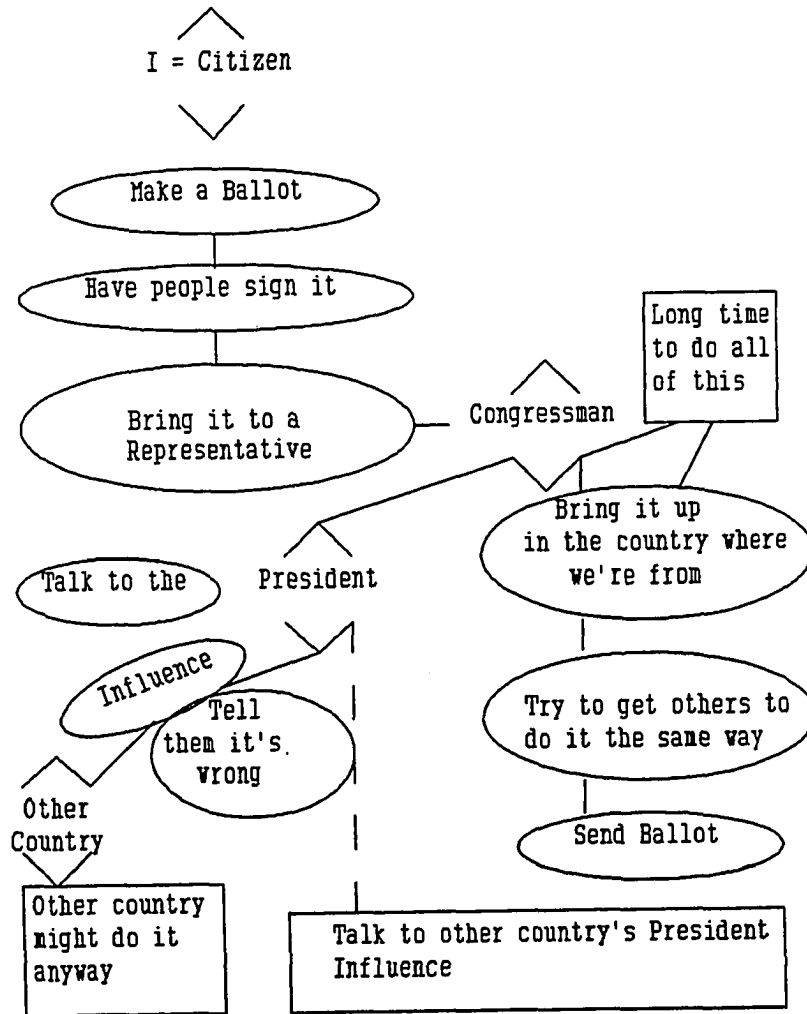 I = Citizen
Make a Ballot
Have people sign it
Long time
to do all
of this
Bring it to a
Representative
Congressman
Bring it up
in the country where
we're from
Talk to the
President
Influence
Tell
them it's
wrong
Try to get others to
do it the same way
Other
Country
Send Ballot
Other country
might do it
anyway
Talk to other country's President
Influence